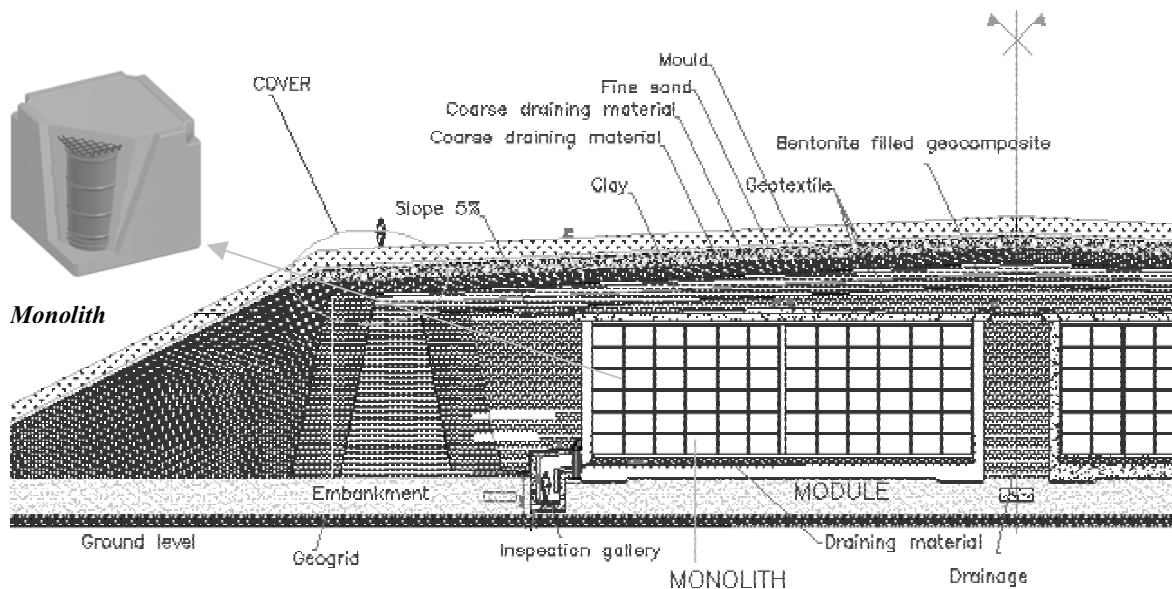 Mould
COVER
Fine sand
Coarse draining material
Coarse draining material
Bentonite filled geocomposite
Clay
Geotextile
Slope 5%
Monolith
Embankment
MODULE
Ground level
Geogrid
Inspection gallery
Draining material
MONOLITH
Drainage